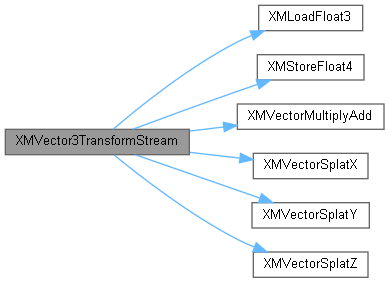 XMLoadFloat3
XMStoreFloat4
XMVectorMultiplyAdd
XMVector3TransformStream
XMVectorSplatX
XMVectorSplatY
XMVectorSplatZ